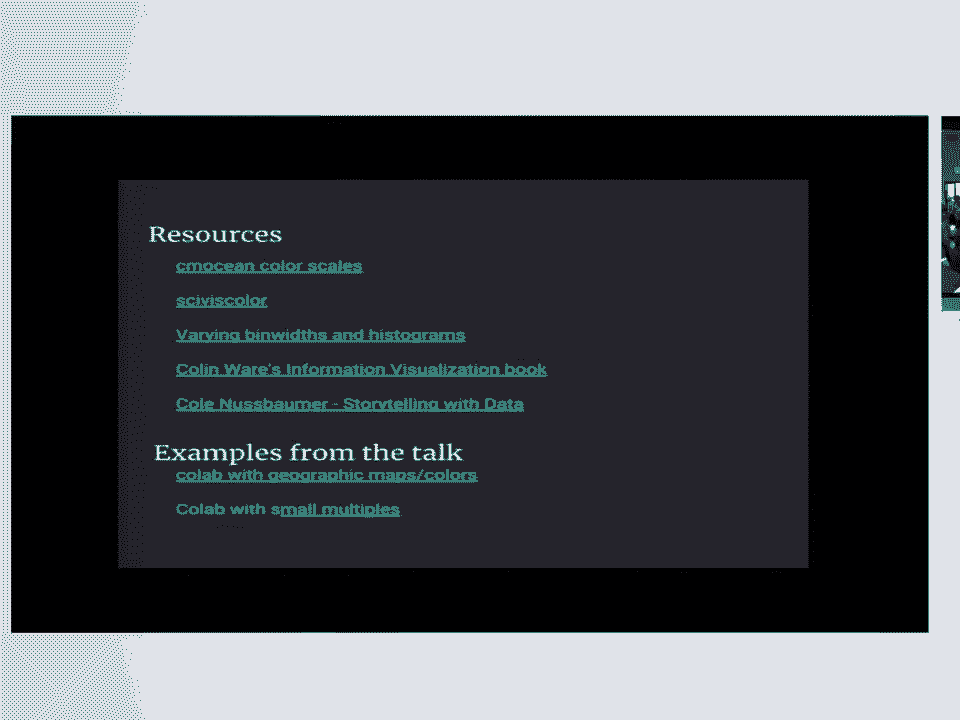 Resources
cmocean color scales
sciviscolor
Varying binwidths and histograms
Colin Ware's Information Visualization book
Cole Nussbaumer - Storytelling with Data
Examples from the talk
colab with geographic maps/colors
Colab with small multiples